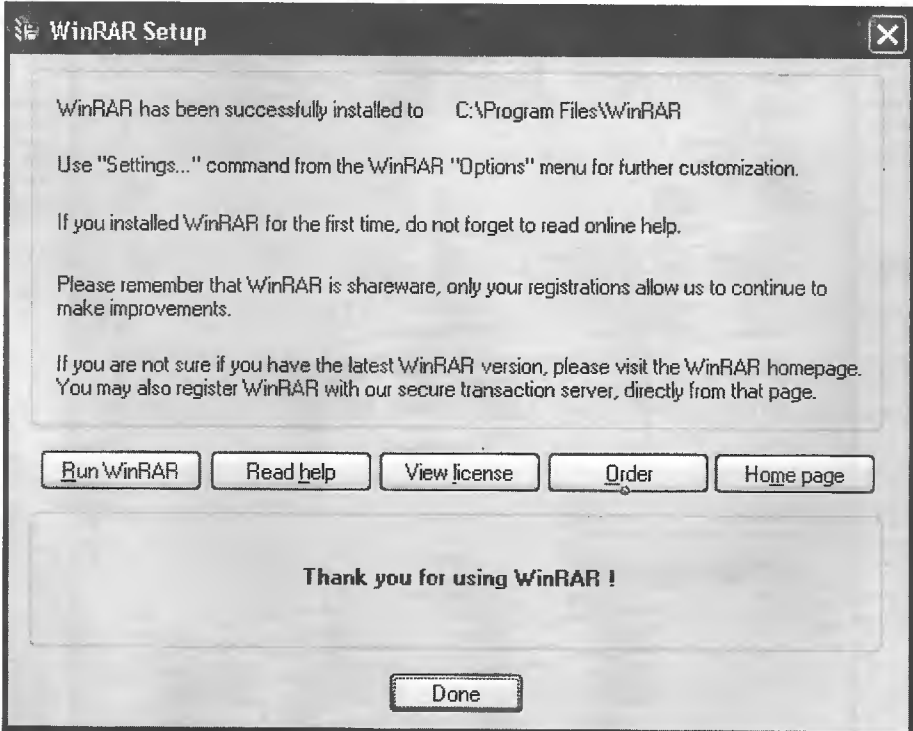 WinRAR Setup
WinRAR has been successfully installed to C:\Program Files\WinRAR
Use "Settings..." command from the WinRAR "Options" menu for further customization.
If you installed WinRAR for the first time, do not forget to read online help.
Please remember that WinRAR is shareware, only your registrations allow us to continue to
make improvements.
If you are not sure if you have the latest WinRAR version, please visit the WinRAR homepage.
You may also register WinRAR with our secure transaction server, directly from that page.
Run WinRAR Read help View license Order Home page
Thank you for using WinRAR !
Done